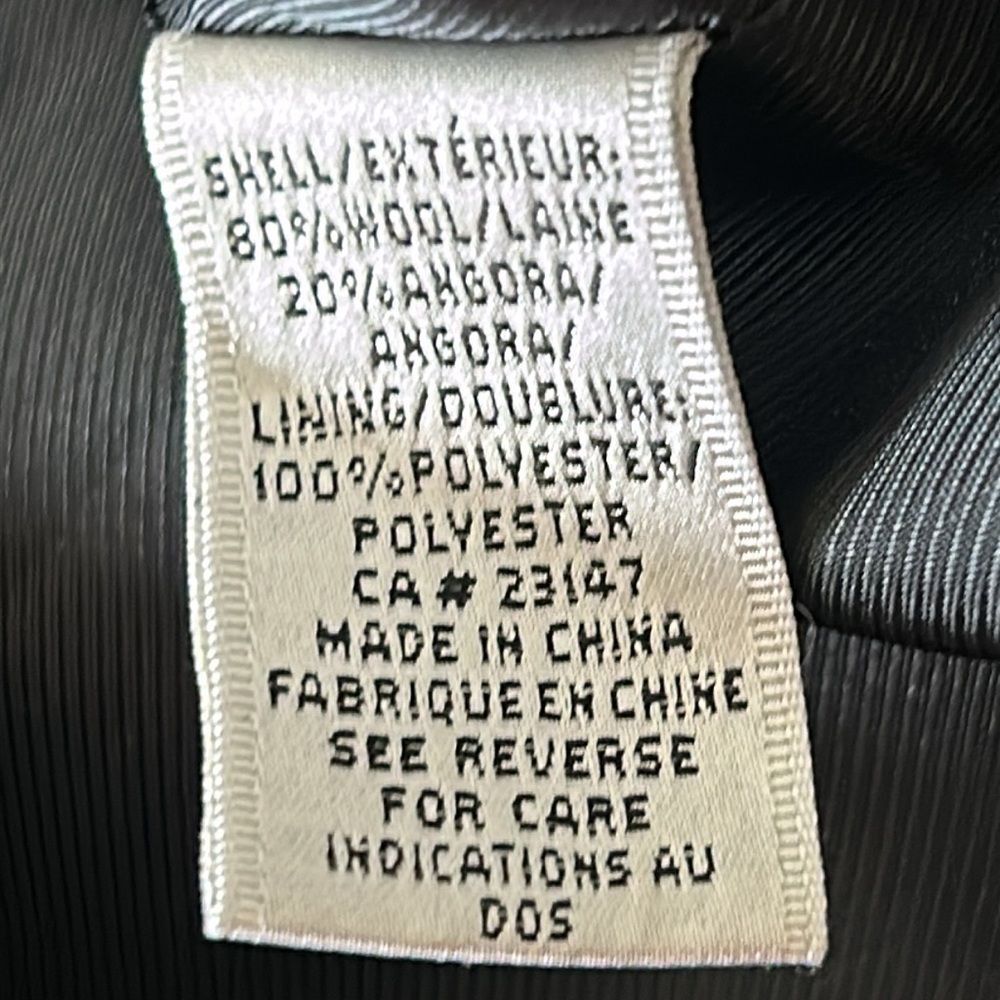 SHELL/EXTÉRIEUR:
80%WOOL/LAINE
20%ANGORA/
ANGORA/
LINING/DOUBLURE:
100%POLYESTER/
POLYESTER
CA# 23147
MADE IN CHINA
FABRIQUE EN CHINE
SEE REVERSE
FOR CARE
INDICATIONS AU
DOS